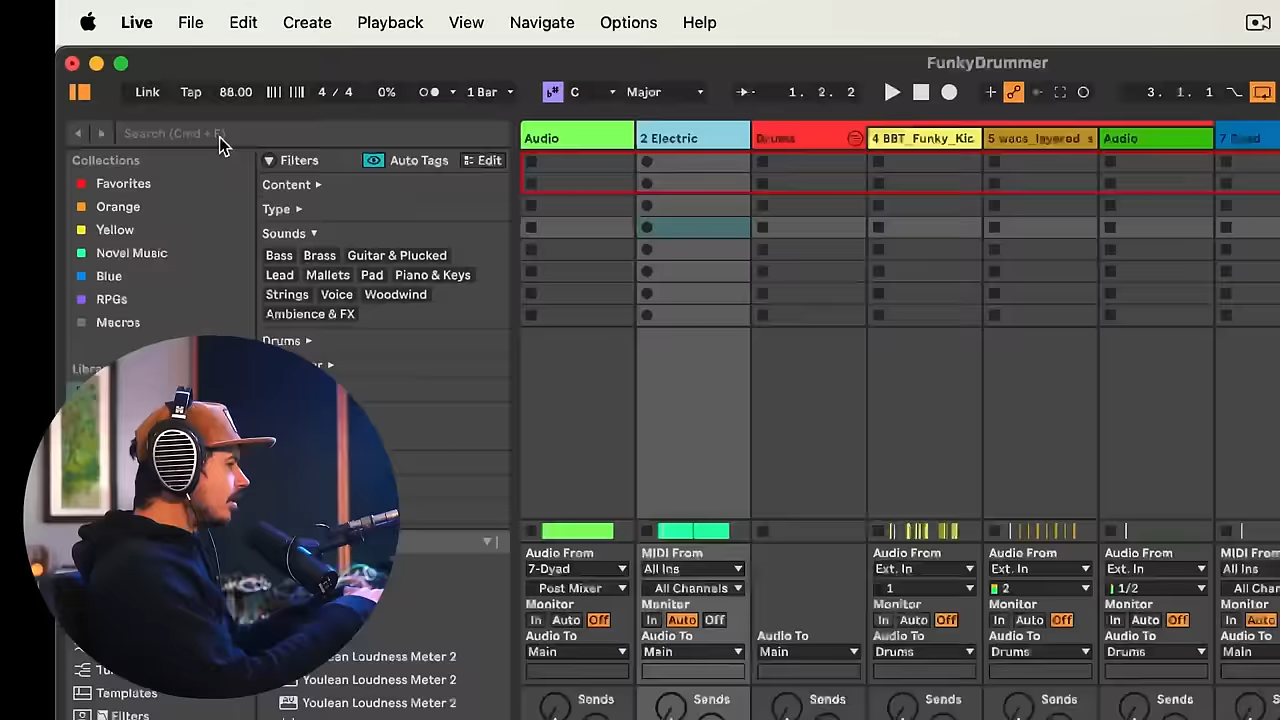 Live File Edit Create Playback View Navigate Options Help
FunkyDrummer
Link Tap 88.00 4 / 4 0% 1 Bar C Major 1. 2. 2 3. 1. 1
Search (Cmd + F)
Audio 2 Electric Drums 4 BBT_Funky_Kic 5 wacs_layered s Audio
Collections
Favorites
Orange
Yellow
Novel Music
Blue
RPGs
Macros
Filters Auto Tags Edit
Content
Type
Sounds
Bass Brass Guitar & Plucked
Lead Mallets Pad Piano & Keys
Strings Voice Woodwind
Ambience & FX
Drums
Audio From MIDI From Audio From Audio From Audio From MIDI From
7-Dyad All Ins Ext. In Ext. In Ext. In All Ins
Post Mixer All Channels 1 2 1/2 All Char
Monitor Monitor Monitor Monitor Monitor Monitor
In Auto Off In Auto Off In Auto Off In Auto Off In Auto Off In Auto
Audio To Audio To Audio To Audio To Audio To Audio To Audio To
Main Main Main Drums Drums Drums Main
Sends Sends Sends Sends Sends Sends
Youlean Loudness Meter 2
Youlean Loudness Meter 2
Templates Youlean Loudness Meter 2
Filters